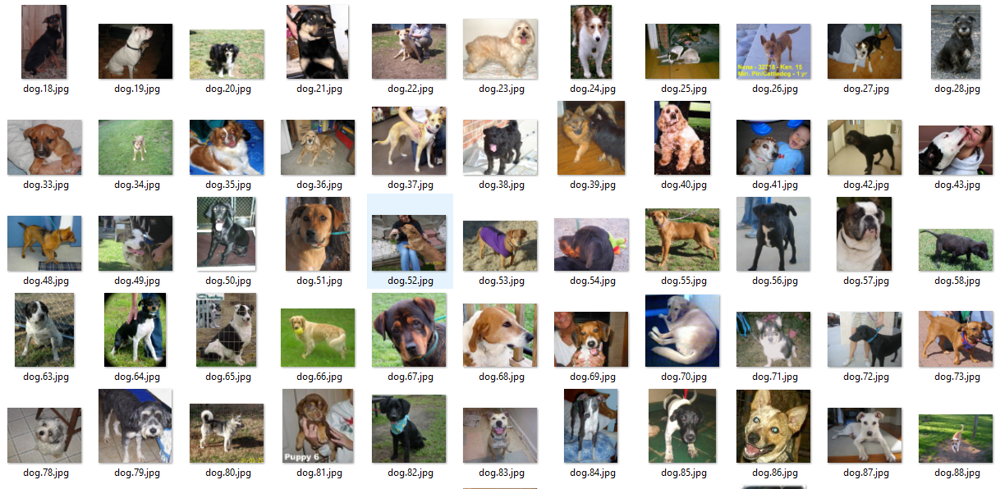 dog.18.jpg dog.19.jpg dog.20.jpg dog.21.jpg dog.22.jpg dog.23.jpg dog.24.jpg dog.25.jpg dog.26.jpg dog.27.jpg dog.28.jpg
Nena - 32718 - Ken. 15
Min. Pin/Cattledog - 1 yr
dog.33.jpg dog.34.jpg dog.35.jpg dog.36.jpg dog.37.jpg dog.38.jpg dog.39.jpg dog.40.jpg dog.41.jpg dog.42.jpg dog.43.jpg
dog.48.jpg dog.49.jpg dog.50.jpg dog.51.jpg dog.52.jpg dog.53.jpg dog.54.jpg dog.55.jpg dog.56.jpg dog.57.jpg dog.58.jpg
dog.63.jpg dog.64.jpg dog.65.jpg dog.66.jpg dog.67.jpg dog.68.jpg dog.69.jpg dog.70.jpg dog.71.jpg dog.72.jpg dog.73.jpg
Puppy 6
dog.78.jpg dog.79.jpg dog.80.jpg dog.81.jpg dog.82.jpg dog.83.jpg dog.84.jpg dog.85.jpg dog.86.jpg dog.87.jpg dog.88.jpg